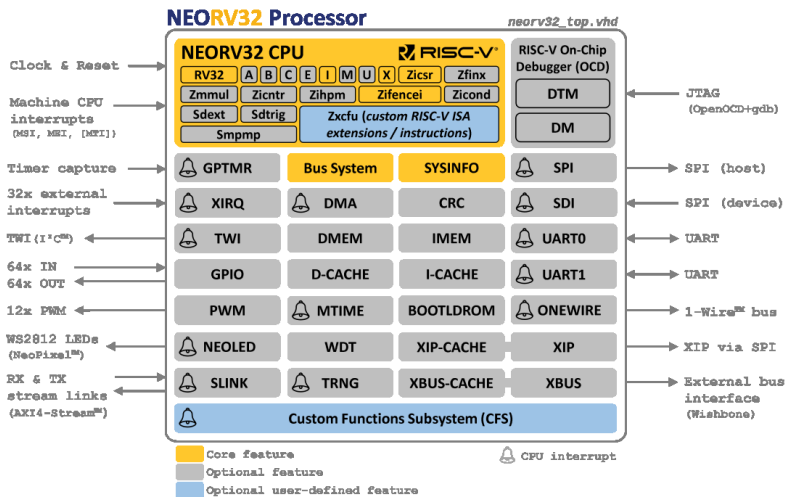 NEORV32 Processor
neorv32_top.vhd
NEORV32 CPU
RISC-V®
RV32 A B C E I M U X Zicsr Zfinx
Zmmul Zicntr Zihpm Zifencei Zicond
Sdext Sdtrig
Smpmp
Zxcfu (custom RISC-V ISA
extensions / instructions)
RISC-V On-Chip
Debugger (OCD)
DTM
DM
Clock & Reset
Machine CPU
interrupts
(MSI, MEI, [MTI])
JTAG
(OpenOCD+gdb)
Timer capture
GPTMR Bus System SYSINFO SPI
SPI (host)
32x external
interrupts
XIRQ DMA CRC SDI
SPI (device)
TWI (I²C™)
TWI DMEM IMEM UART0
UART
64x IN
64x OUT
GPIO D-CACHE I-CACHE UART1
UART
12x PWM
PWM MTIME BOOTLDROM ONEWIRE
1-Wire™ bus
WS2812 LEDs
(NeoPixel™)
NEOLED WDT XIP-CACHE XIP
XIP via SPI
RX & TX
stream links
(AXI4-Stream™)
SLINK TRNG XBUS-CACHE XBUS
External bus
interface
(Wishbone)
Custom Functions Subsystem (CFS)
Core feature
Optional feature
Optional user-defined feature
CPU interrupt